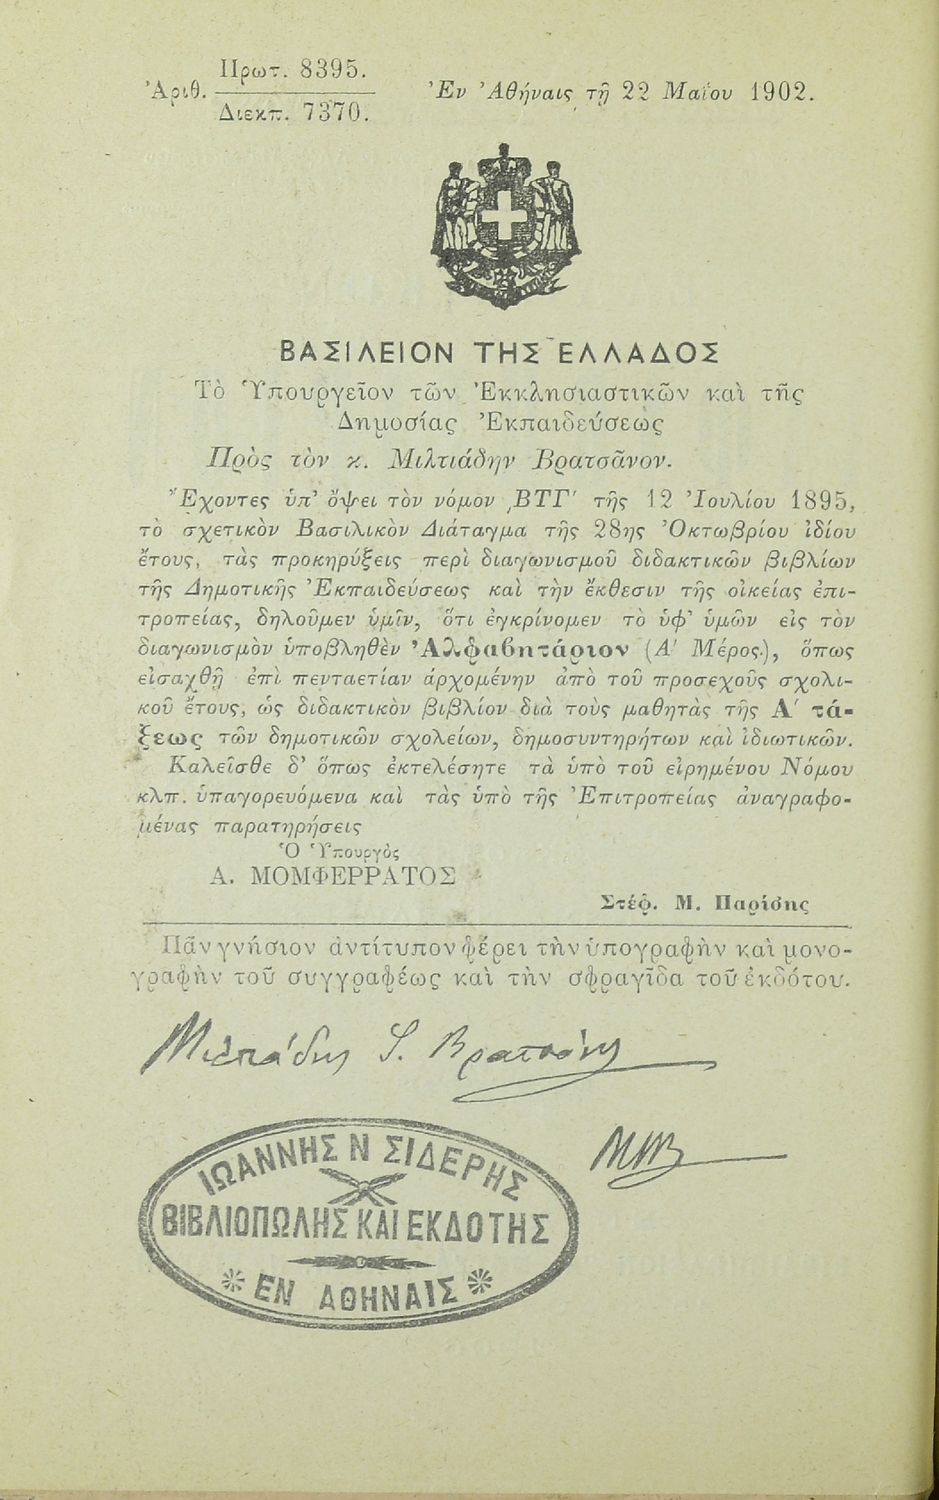 Πρωτ. 8395.
Ἀριθ.
Διεκπ. 7370.
Ἐν Ἀθήναις τῇ 22 Μαΐου 1902.
ΒΑΣΙΛΕΙΟΝ ΤΗΣ ΕΛΛΑΔΟΣ
Τὸ Ὑπουργεῖον τῶν Ἐκκλησιαστικῶν καὶ τῆς
Δημοσίας Ἐκπαιδεύσεως
Πρὸς τὸν κ. Μιλτιάδην Βρατσᾶνον.
Ἔχοντες ὑπ' ὄψει τὸν νόμον ͵ΒΤΓ' τῆς 12 Ἰουλίου 1895,
τὸ σχετικὸν Βασιλικὸν Διάταγμα τῆς 28ης Ὀκτωβρίου ἰδίου
ἔτους, τὰς προκηρύξεις περὶ διαγωνισμοῦ διδακτικῶν βιβλίων
τῆς Δημοτικῆς Ἐκπαιδεύσεως καὶ τὴν ἔκθεσιν τῆς οἰκείας ἐπι-
τροπείας, δηλοῦμεν ὑμῖν, ὅτι ἐγκρίνομεν τὸ ὑφ' ὑμῶν εἰς τὸν
διαγωνισμὸν ὑποβληθὲν Ἀλφαβητάριον (Α' Μέρος), ὅπως
εἰσαχθῇ ἐπὶ πενταετίαν ἀρχομένην ἀπὸ τοῦ προσεχοῦς σχολι-
κοῦ ἔτους, ὡς διδακτικὸν βιβλίον διὰ τοὺς μαθητὰς τῆς Α' τά-
ξεως τῶν δημοτικῶν σχολείων, δημοσυντηρήτων καὶ ἰδιωτικῶν.
Καλεῖσθε δ' ὅπως ἐκτελέσητε τὰ ὑπὸ τοῦ εἰρημένου Νόμου
κλπ. ὑπαγορευόμενα καὶ τὰς ὑπὸ τῆς Ἐπιτροπείας ἀναγραφο-
μένας παρατηρήσεις
Ὁ Ὑπουργὸς
Α. ΜΟΜΦΕΡΡΑΤΟΣ
Στέφ. Μ. Παρίσης
Πᾶν γνήσιον ἀντίτυπον φέρει τὴν ὑπογραφὴν καὶ μονο-
γραφὴν τοῦ συγγραφέως καὶ τὴν σφραγῖδα τοῦ ἐκδότου.
Μιλτιάδης Σ. Βρατσάνης
ΙΩΑΝΝΗΣ Ν ΣΙΔΕΡΗΣ
ΒΙΒΛΙΟΠΩΛΗΣ ΚΑΙ ΕΚΔΟΤΗΣ
ΕΝ ΑΘΗΝΑΙΣ